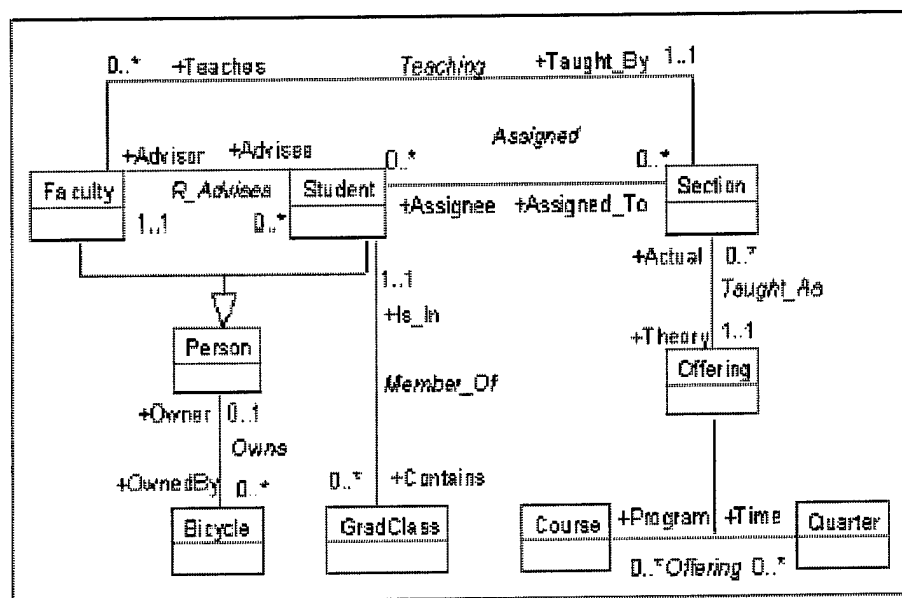 0..* +Teaches Teaching +Taught_By 1..1
Assigned
+Advisor +Advises 0..* 0..*
Faculty R_Advises Student Section
+Assignee +Assigned_To
1..1 0..*
+Actual 0..*
1..1
Taught_As
+Is_In
Person +Theory 1..1
Offering
Member_Of
+Owner 0..1
Owns
+OwnedBy 0..* 0..* +Contains
Bicycle GradClass Course +Program +Time Quarter
0..* Offering 0..*